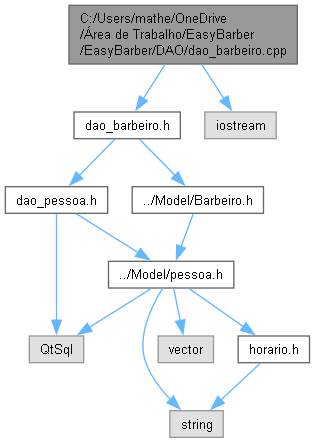 C:/Users/mathe/OneDrive
/Área de Trabalho/EasyBarber
/EasyBarber/DAO/dao_barbeiro.cpp
dao_barbeiro.h
iostream
dao_pessoa.h
../Model/Barbeiro.h
../Model/pessoa.h
QtSql
vector
horario.h
string